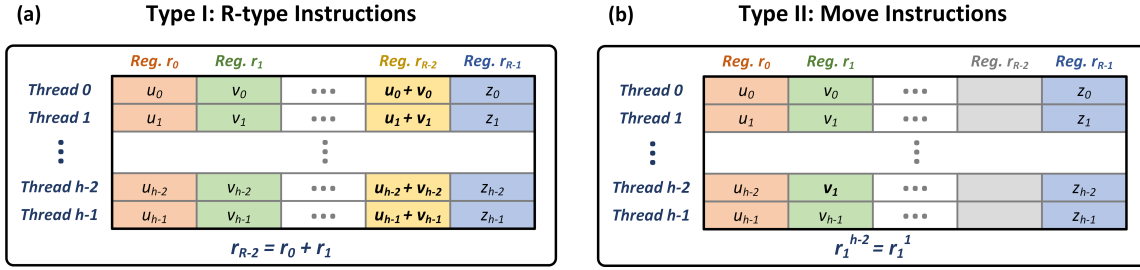 (a) Type I: R-type Instructions
Reg. r0 Reg. r1 Reg. rR-2 Reg. rR-1
Thread 0 u0 v0 ••• u0 + v0 z0
Thread 1 u1 v1 ••• u1 + v1 z1
Thread h-2 uh-2 vh-2 ••• uh-2 + vh-2 zh-2
Thread h-1 uh-1 vh-1 ••• uh-1 + vh-1 zh-1
rR-2 = r0 + r1
(b) Type II: Move Instructions
Reg. r0 Reg. r1 Reg. rR-2 Reg. rR-1
Thread 0 u0 v0 ••• z0
Thread 1 u1 v1 ••• z1
Thread h-2 uh-2 v1 ••• zh-2
Thread h-1 uh-1 vh-1 ••• zh-1
r1^h-2 = r1^1